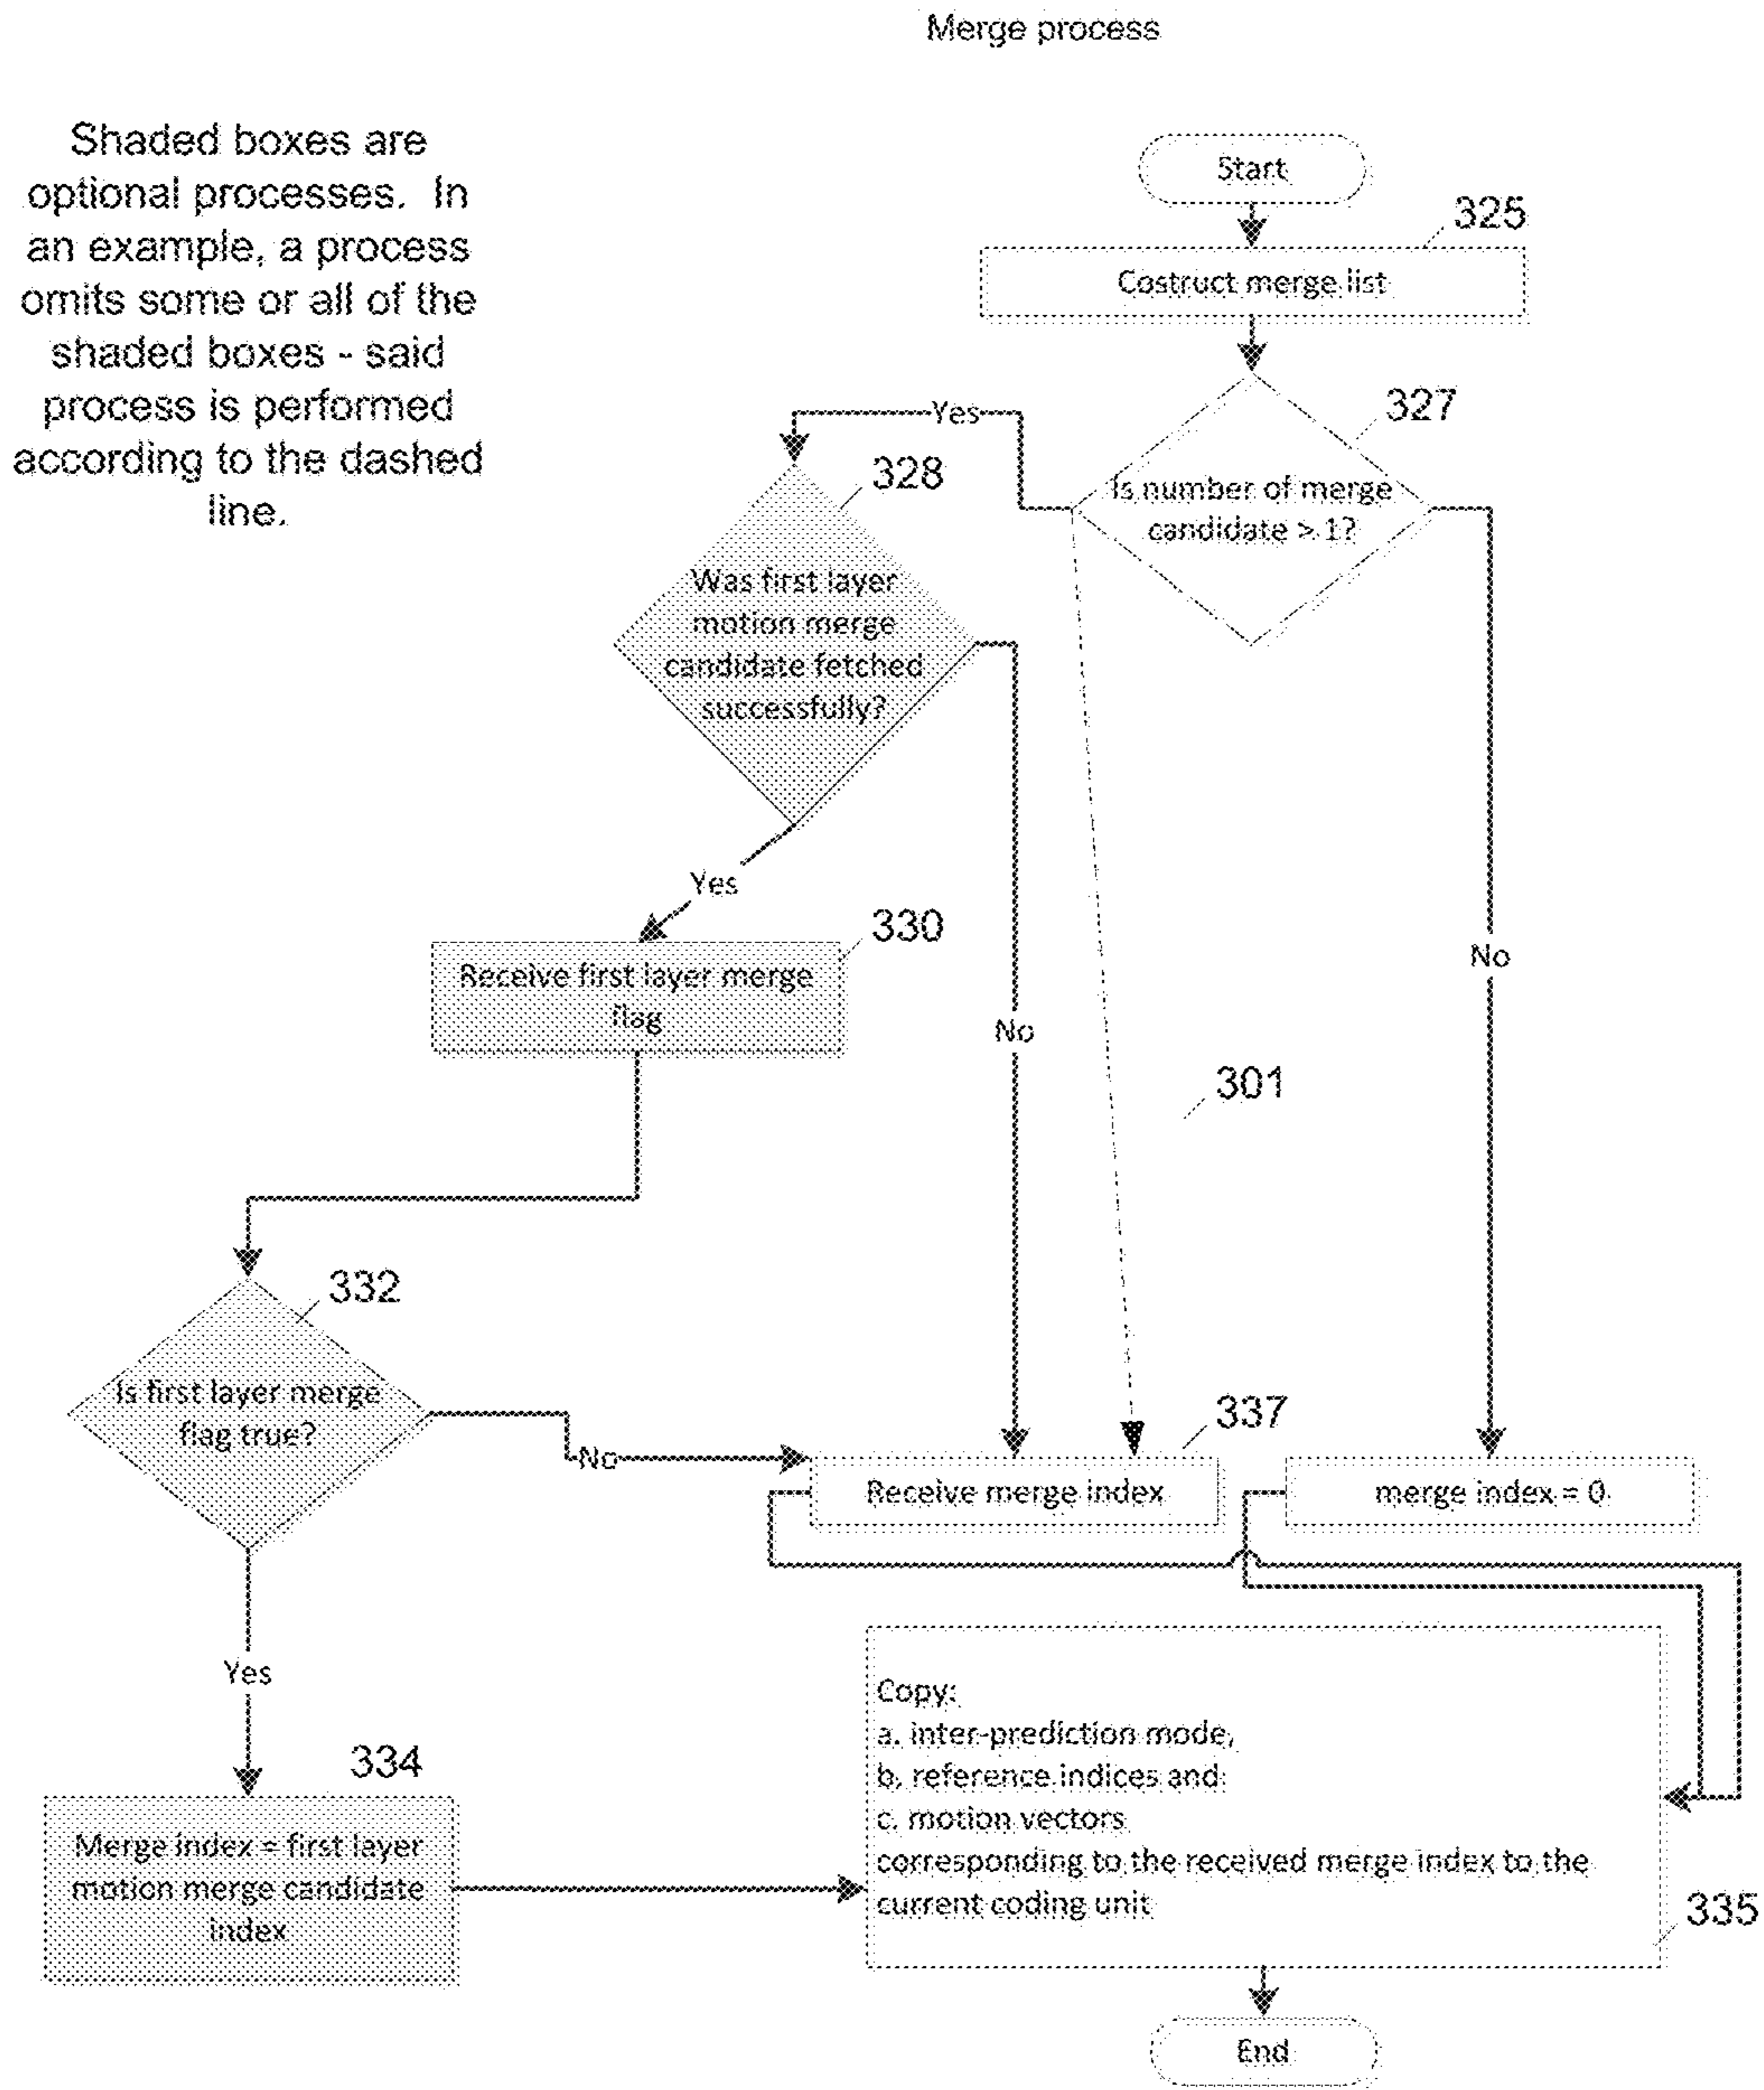 Merge process
Shaded boxes are
optional processes. In
an example, a process
omits some or all of the
shaded boxes - said
process is performed
according to the dashed
line.
Start
325
Costruct merge list
327
Is number of merge
candidate > 1?
Yes
328
Was first layer
motion merge
candidate fetched
successfully?
Yes
330
Receive first layer merge
flag
No
No
301
332
Is first layer merge
flag true?
No
337
Receive merge index
merge index = 0
Yes
334
Merge index = first layer
motion merge candidate
index
Copy:
a. inter-prediction mode,
b. reference indices and
c. motion vectors
corresponding to the received merge index to the
current coding unit
335
End